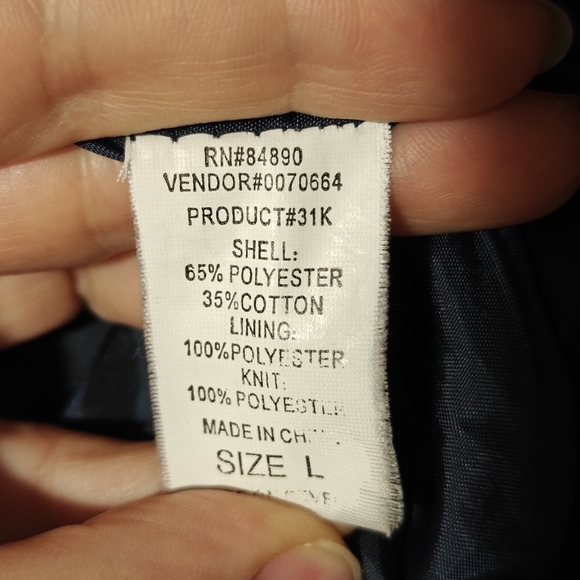 RN#84890
VENDOR#0070664
PRODUCT#31K
SHELL:
65% POLYESTER
35%COTTON
LINING:
100%POLYESTER
KNIT:
100% POLYESTER
MADE IN
SIZE L